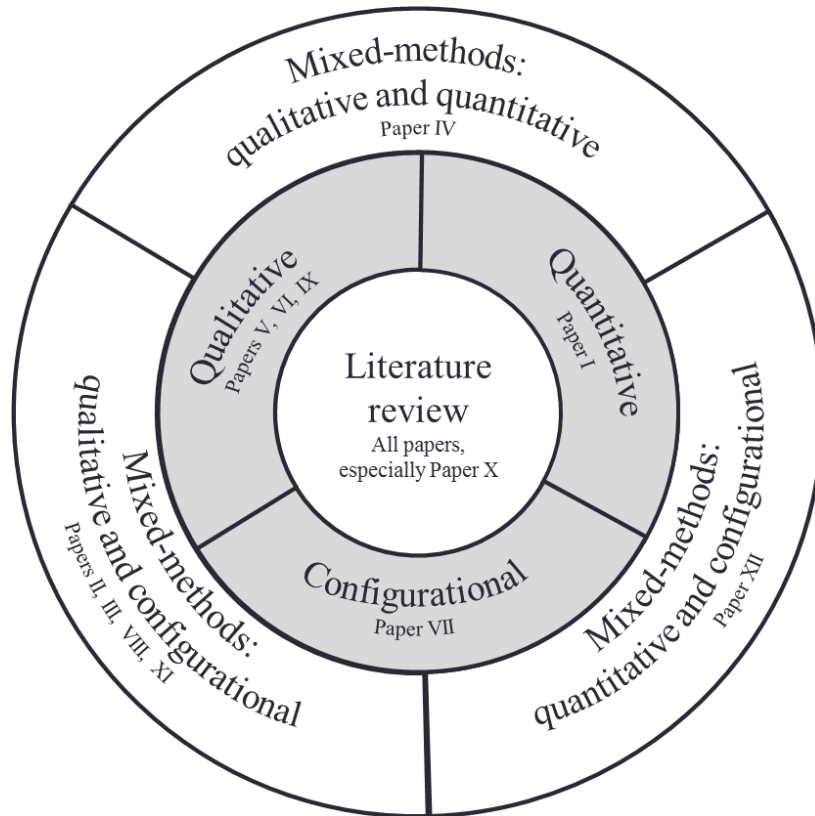 Mixed-methods:
qualitative and quantitative
Paper IV
Qualitative
Papers V, VI, IX
Quantitative
Paper I
Literature
review
All papers,
especially Paper X
Configurational
Paper VII
Mixed-methods:
qualitative and configurational
Papers II, III, VIII, XI
Mixed-methods:
quantitative and configurational
Paper XII